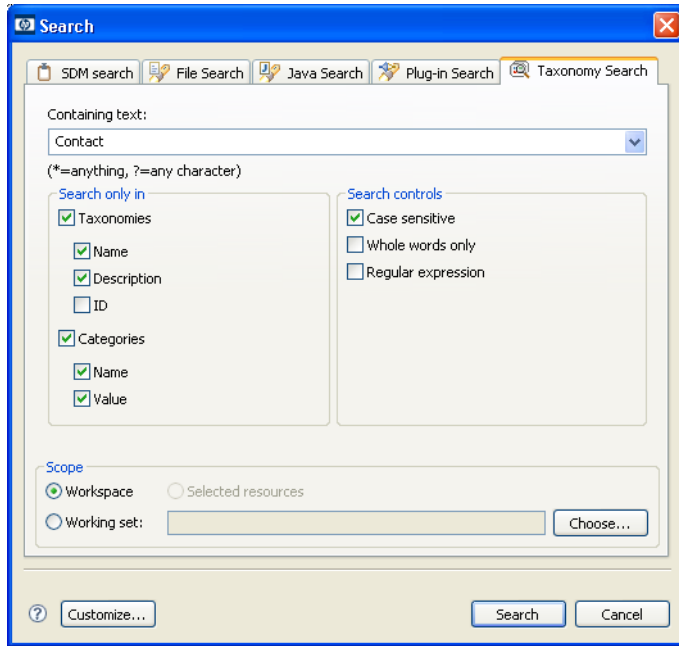 Search
SDM search File Search Java Search Plug-in Search Taxonomy Search
Containing text:
Contact
(*=anything, ?=any character)
Search only in
Taxonomies
Name
Description
ID
Categories
Name
Value
Search controls
Case sensitive
Whole words only
Regular expression
Scope
Workspace Selected resources
Working set: Choose...
? Customize... Search Cancel